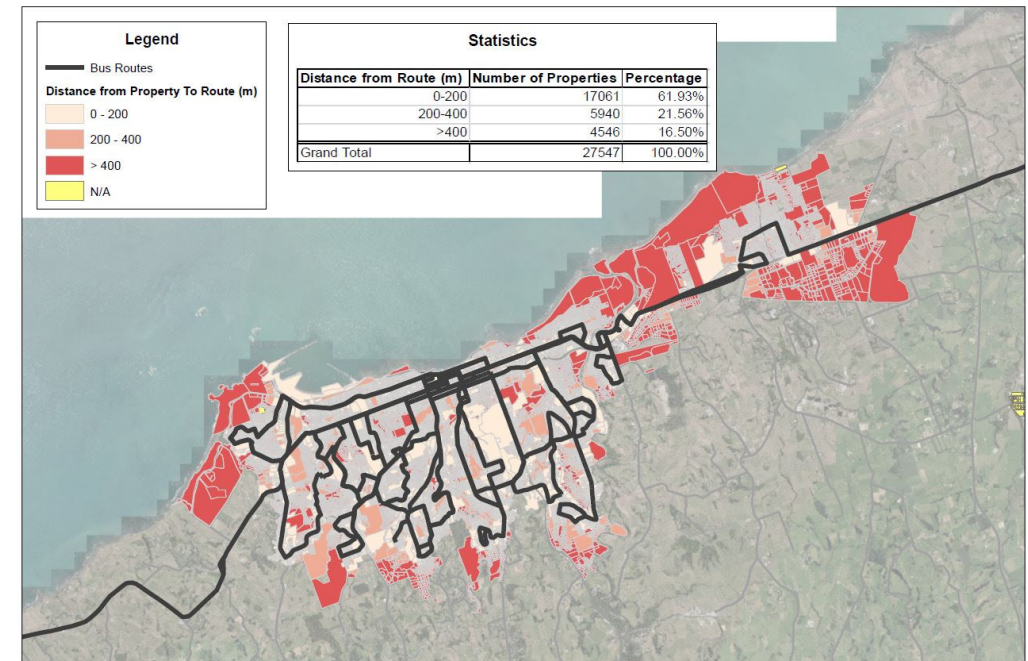 Legend
Bus Routes
Distance from Property To Route (m)
0 - 200
200 - 400
> 400
N/A
Statistics
Distance from Route (m) Number of Properties Percentage
0-200 17061 61.93%
200-400 5940 21.56%
>400 4546 16.50%
Grand Total 27547 100.00%